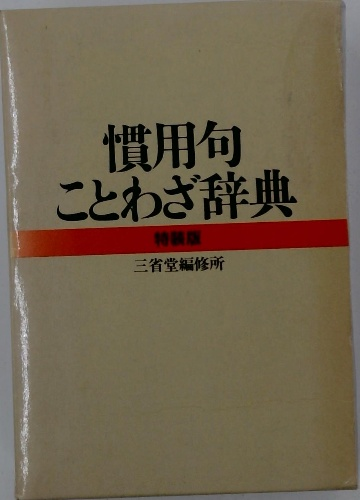 慣用句
ことわざ辞典
特装版
三省堂編修所